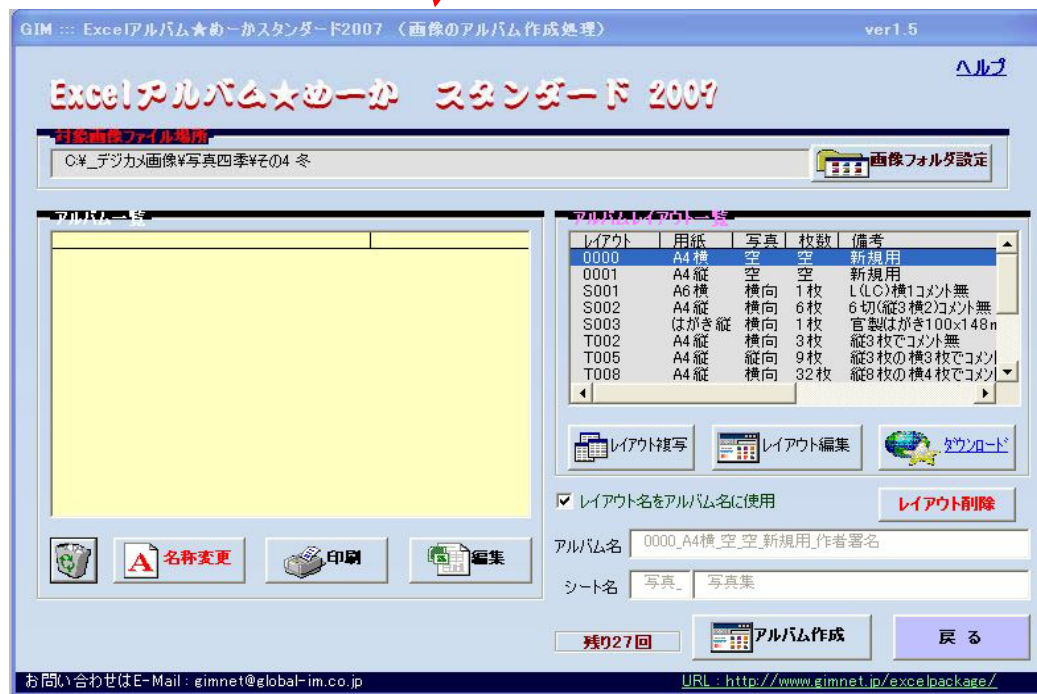 GIM ::: Excelアルバム★めーかスタンダード2007 （画像のアルバム作成処理） ver1.5
ヘルプ
Excelアルバム★めーか スタンダード 2007
対象画像ファイル場所
C:¥_デジカメ画像¥写真四季¥その4 冬
画像フォルダ設定
アルバム一覧
アルバムレイアウト一覧
レイアウト 用紙 写真 枚数 備考
0000 A4横 空 空 新規用
0001 A4縦 空 空 新規用
S001 A6横 横向 1枚 L(LC)横1コメント無
S002 A4縦 横向 6枚 6切(縦3横2)コメント無
S003 はがき縦 横向 1枚 官製はがき100x148m
T002 A4縦 横向 3枚 縦3枚でコメント無
T005 A4縦 縦向 9枚 縦3枚の横3枚でコメン
T008 A4縦 横向 32枚 縦8枚の横4枚でコメン
レイアウト複写
レイアウト編集
ダウンロード
レイアウト名をアルバム名に使用
レイアウト削除
名称変更
印刷
編集
アルバム名 0000_A4横_空_空_新規用_作者署名
シート名 写真_ 写真集
残り27回
アルバム作成
戻 る
お問い合わせはE-Mail : gimnet@global-im.co.jp
URL : http://www.gimnet.jp/excelpackage/